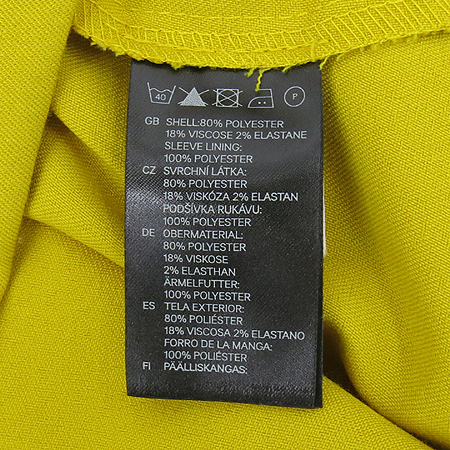 40 P
GB SHELL:80% POLYESTER
18% VISCOSE 2% ELASTANE
SLEEVE LINING:
100% POLYESTER
CZ SVRCHNÍ LÁTKA:
80% POLYESTER
18% VISKÓZA 2% ELASTAN
PODŠÍVKA RUKÁVU:
100% POLYESTER
DE OBERMATERIAL:
80% POLYESTER
18% VISKOSE
2% ELASTHAN
ÄRMELFUTTER:
100% POLYESTER
ES TELA EXTERIOR:
80% POLIÉSTER
18% VISCOSA 2% ELASTANO
FORRO DE LA MANGA:
100% POLIÉSTER
FI PÄÄLLISKANGAS: